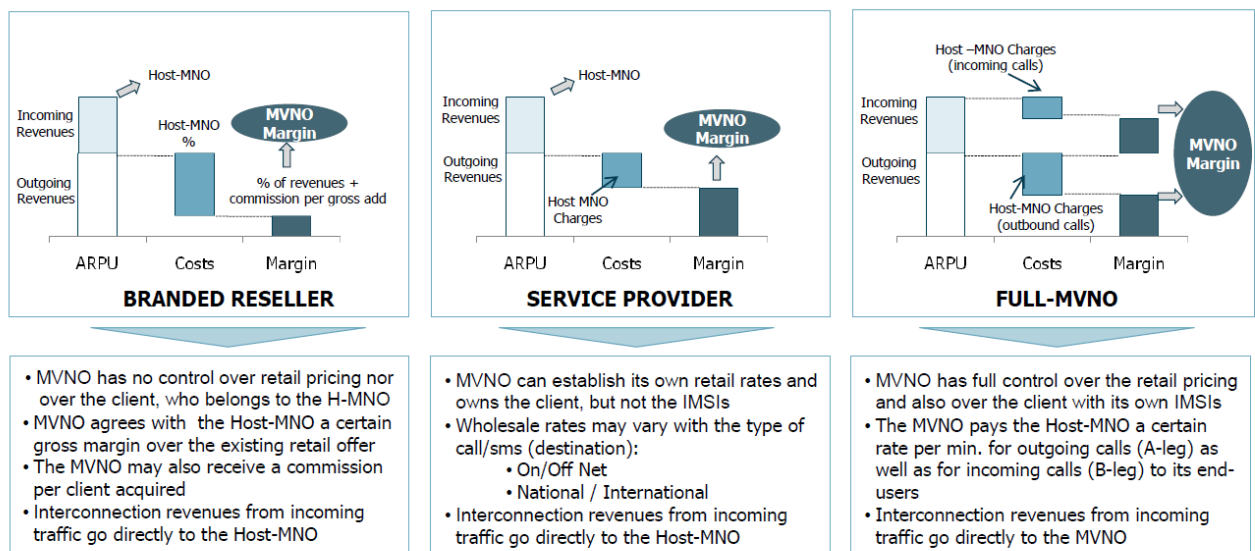 Host-MNO
Incoming
Revenues
Host-MNO
%
MVNO
Margin
Outgoing
Revenues
% of revenues +
commission per gross add
ARPU
Costs
Margin
BRANDED RESELLER
• MVNO has no control over retail pricing nor
over the client, who belongs to the H-MNO
• MVNO agrees with the Host-MNO a certain
gross margin over the existing retail offer
• The MVNO may also receive a commission
per client acquired
• Interconnection revenues from incoming
traffic go directly to the Host-MNO
Host-MNO
Incoming
Revenues
MVNO
Margin
Outgoing
Revenues
Host MNO
Charges
ARPU
Costs
Margin
SERVICE PROVIDER
• MVNO can establish its own retail rates and
owns the client, but not the IMSIs
• Wholesale rates may vary with the type of
call/sms (destination):
• On/Off Net
• National / International
• Interconnection revenues from incoming
traffic go directly to the Host-MNO
Host –MNO Charges
(incoming calls)
Incoming
Revenues
MVNO
Margin
Outgoing
Revenues
Host-MNO Charges
(outbound calls)
ARPU
Costs
Margin
FULL-MVNO
• MVNO has full control over the retail pricing
and also over the client with its own IMSIs
• The MVNO pays the Host-MNO a certain
rate per min. for outgoing calls (A-leg) as
well as for incoming calls (B-leg) to its end-
users
• Interconnection revenues from incoming
traffic go directly to the MVNO